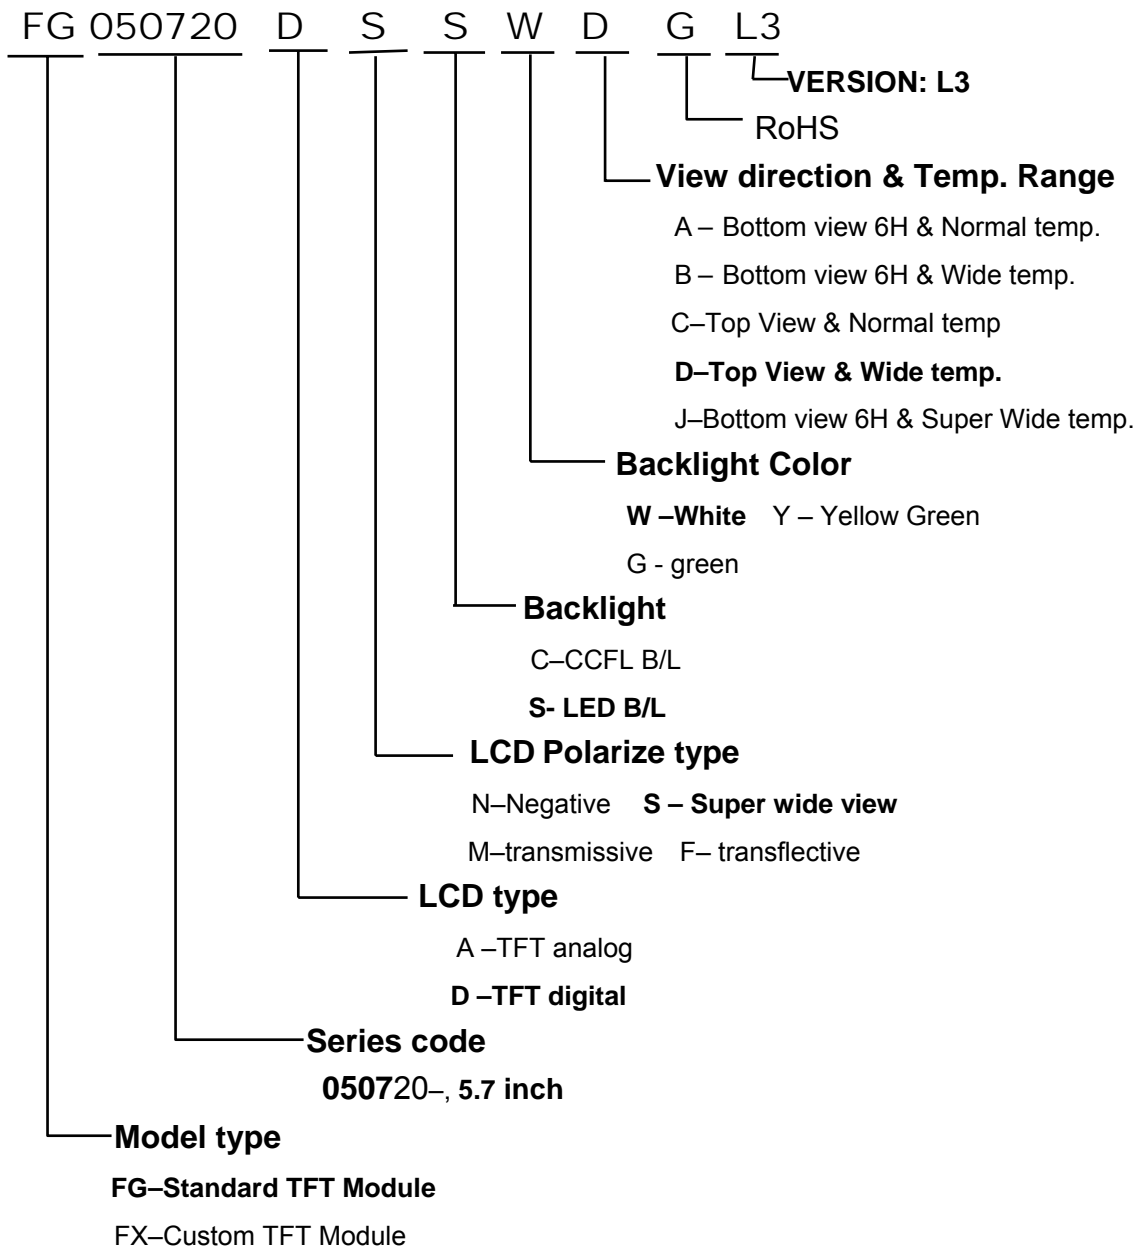 FG 050720 D S S W D G L3
VERSION: L3
RoHS
View direction & Temp. Range
A – Bottom view 6H & Normal temp.
B – Bottom view 6H & Wide temp.
C–Top View & Normal temp
D–Top View & Wide temp.
J–Bottom view 6H & Super Wide temp.
Backlight Color
W –White Y – Yellow Green
G - green
Backlight
C–CCFL B/L
S- LED B/L
LCD Polarize type
N–Negative S – Super wide view
M–transmissive F– transflective
LCD type
A –TFT analog
D –TFT digital
Series code
050720–, 5.7 inch
Model type
FG–Standard TFT Module
FX–Custom TFT Module